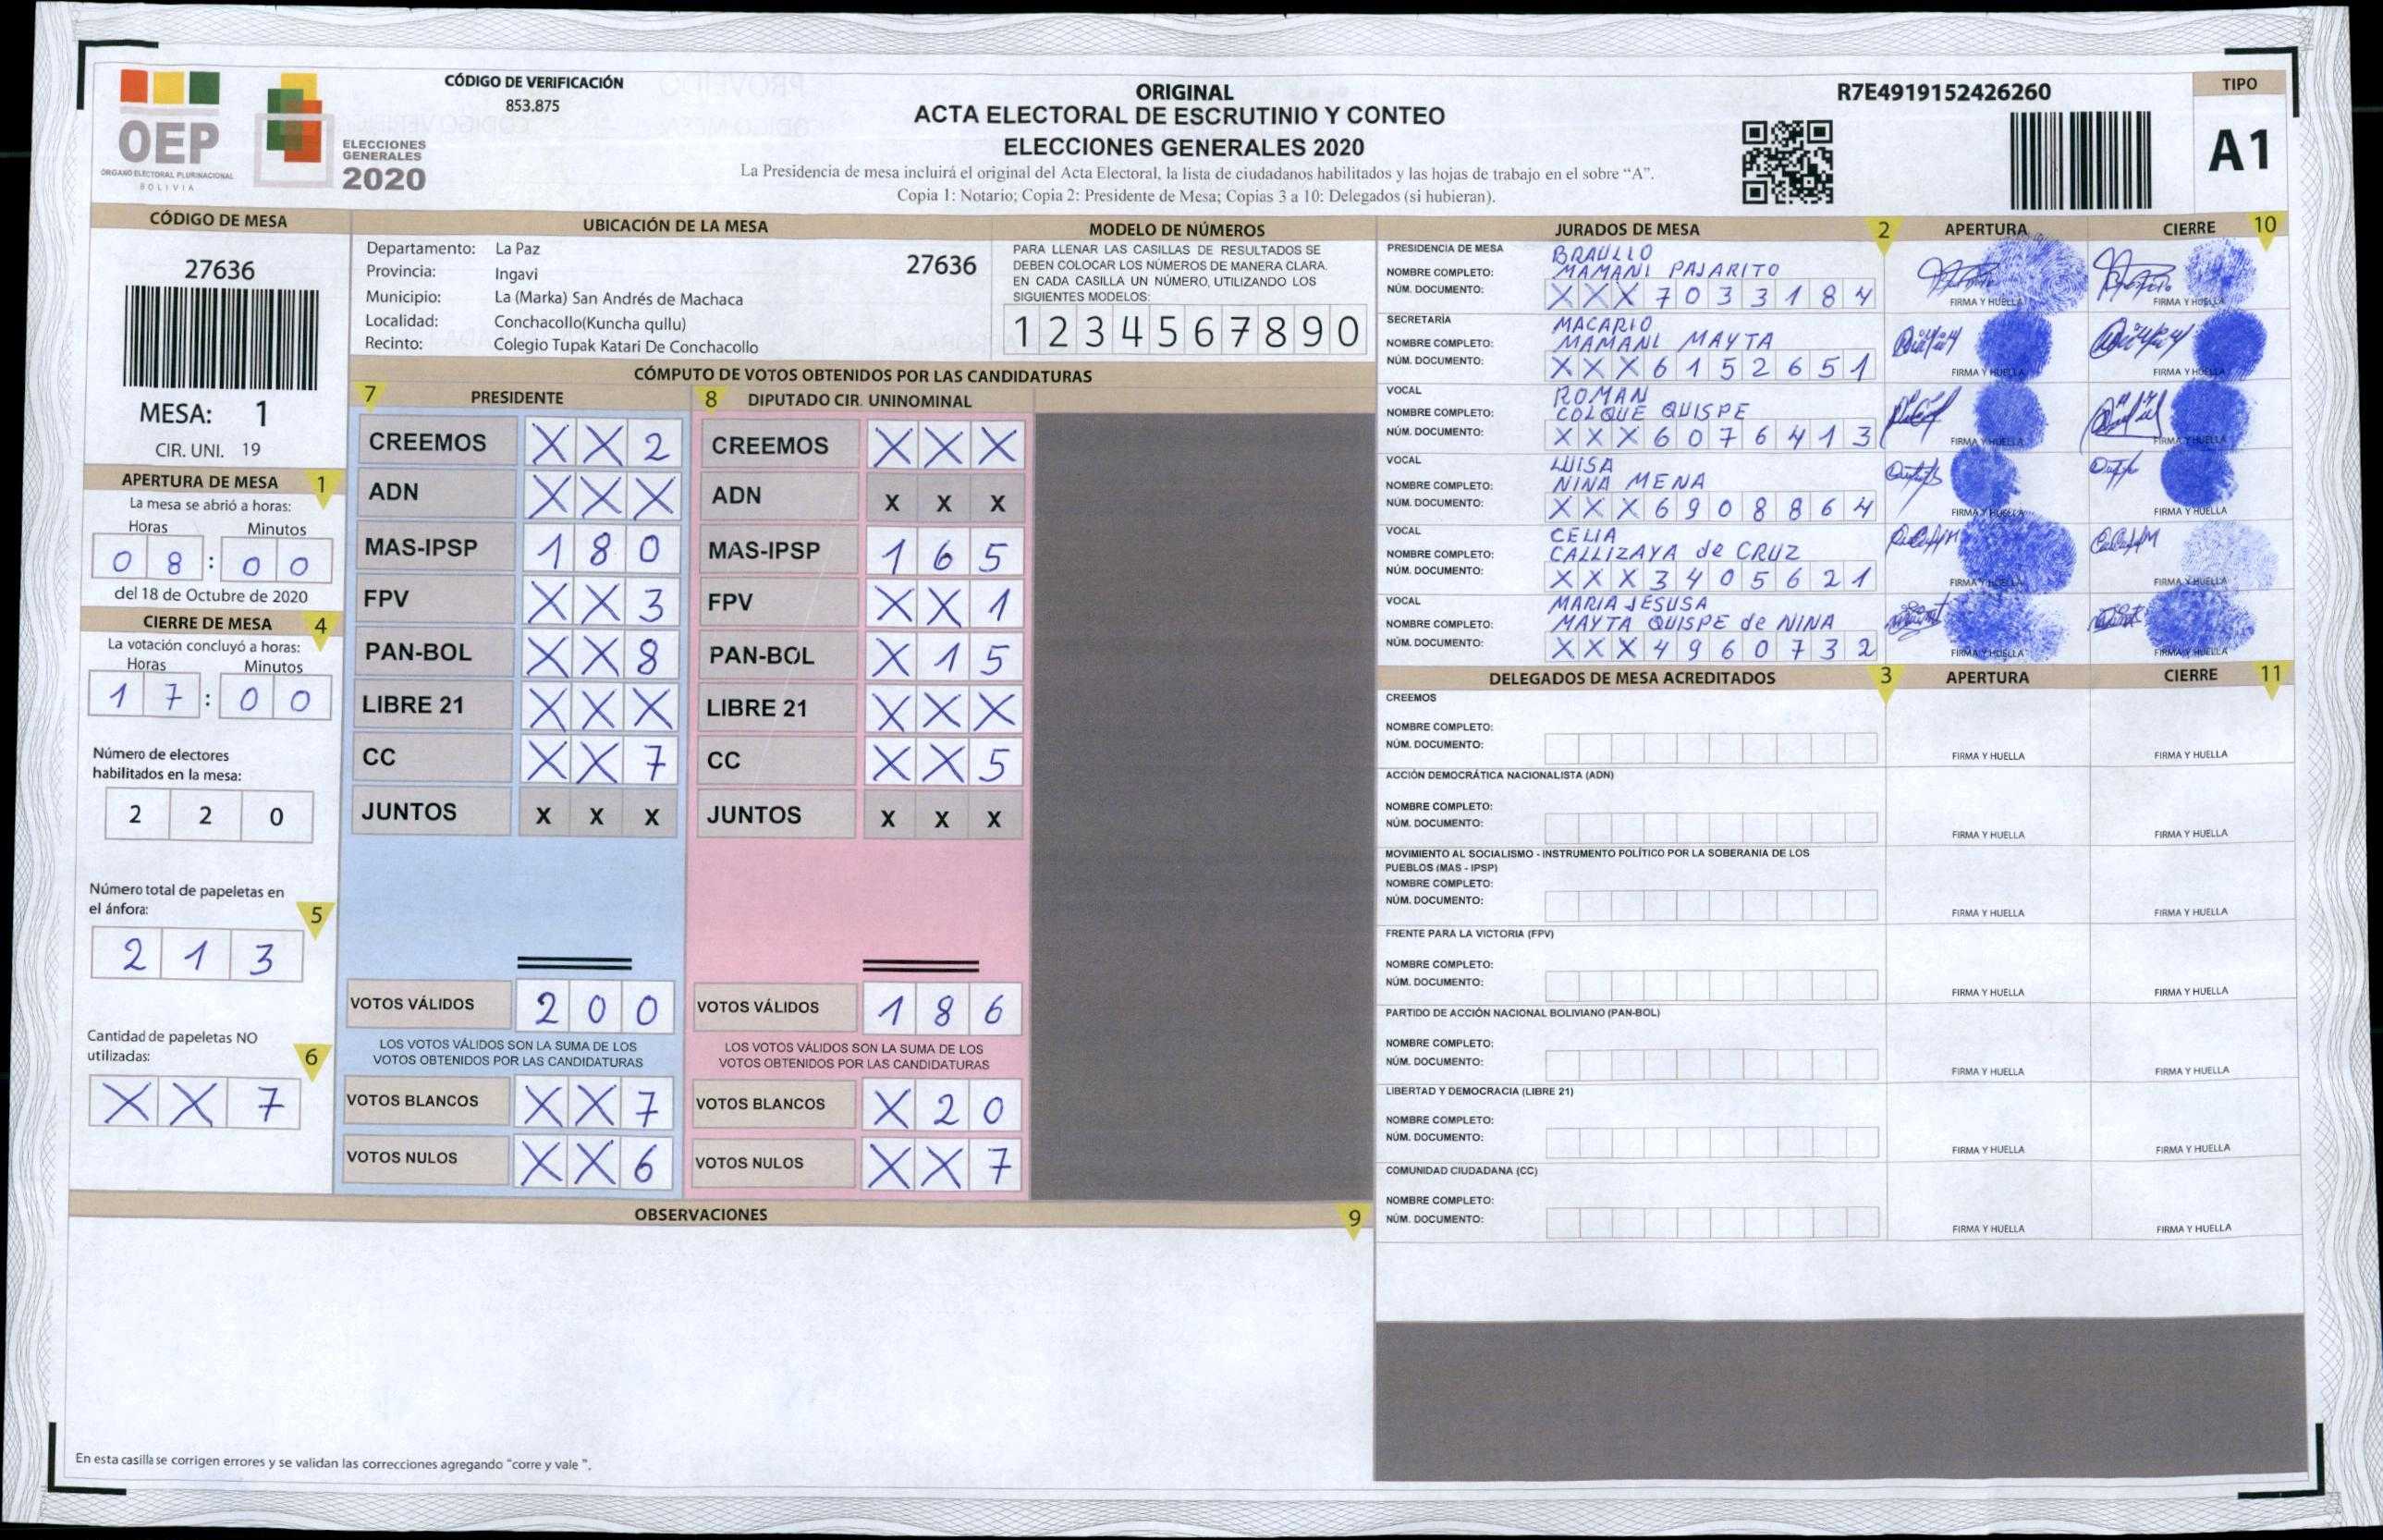 CÓDIGO DE VERIFICACIÓN
853.875
OEP
ÓRGANO ELECTORAL PLURINACIONAL
BOLIVIA
ELECCIONES
GENERALES
2020
ORIGINAL
ACTA ELECTORAL DE ESCRUTINIO Y CONTEO
ELECCIONES GENERALES 2020
La Presidencia de mesa incluirá el original del Acta Electoral, la lista de ciudadanos habilitados y las hojas de trabajo en el sobre “A”.
Copia 1: Notario; Copia 2: Presidente de Mesa; Copias 3 a 10: Delegados (si hubieran).
R7E4919152426260
TIPO
A1
CÓDIGO DE MESA
27636
MESA: 1
CIR. UNI. 19
UBICACIÓN DE LA MESA
Departamento: La Paz
Provincia: Ingavi
Municipio: La (Marka) San Andrés de Machaca
Localidad: Conchacollo(Kuncha qullu)
Recinto: Colegio Tupak Katari De Conchacollo
27636
MODELO DE NÚMEROS
PARA LLENAR LAS CASILLAS DE RESULTADOS SE
DEBEN COLOCAR LOS NÚMEROS DE MANERA CLARA.
EN CADA CASILLA UN NÚMERO, UTILIZANDO LOS
SIGUIENTES MODELOS:
1 2 3 4 5 6 7 8 9 0
APERTURA DE MESA 1
La mesa se abrió a horas:
Horas Minutos
0 8 : 0 0
del 18 de Octubre de 2020
CIERRE DE MESA 4
La votación concluyó a horas:
Horas Minutos
1 7 : 0 0
Número de electores
habilitados en la mesa:
2 2 0
Número total de papeletas en
el ánfora: 5
2 1 3
Cantidad de papeletas NO
utilizadas: 6
X X 7
CÓMPUTO DE VOTOS OBTENIDOS POR LAS CANDIDATURAS
7 PRESIDENTE
CREEMOS X X 2
ADN X X X
MAS-IPSP 1 8 0
FPV X X 3
PAN-BOL X X 8
LIBRE 21 X X X
CC X X 7
JUNTOS X X X
VOTOS VÁLIDOS 2 0 0
LOS VOTOS VÁLIDOS SON LA SUMA DE LOS
VOTOS OBTENIDOS POR LAS CANDIDATURAS
VOTOS BLANCOS X X 7
VOTOS NULOS X X 6
8 DIPUTADO CIR. UNINOMINAL
CREEMOS X X X
ADN X X X
MAS-IPSP 1 6 5
FPV X X 1
PAN-BOL X 1 5
LIBRE 21 X X X
CC X X 5
JUNTOS X X X
VOTOS VÁLIDOS 1 8 6
LOS VOTOS VÁLIDOS SON LA SUMA DE LOS
VOTOS OBTENIDOS POR LAS CANDIDATURAS
VOTOS BLANCOS X 2 0
VOTOS NULOS X X 7
OBSERVACIONES 9
En esta casilla se corrigen errores y se validan las correcciones agregando “corre y vale ”.
JURADOS DE MESA 2 APERTURA CIERRE 10
PRESIDENCIA DE MESA BRAULIO
NOMBRE COMPLETO: MAMANI PAJARITO
NÚM. DOCUMENTO: X X X 7 0 3 3 1 8 4
FIRMA Y HUELLA FIRMA Y HUELLA
SECRETARÍA MACARIO
NOMBRE COMPLETO: MAMANI MAYTA
NÚM. DOCUMENTO: X X X 6 1 5 2 6 5 1
FIRMA Y HUELLA FIRMA Y HUELLA
VOCAL ROMAN
NOMBRE COMPLETO: COLQUE QUISPE
NÚM. DOCUMENTO: X X X 6 0 7 6 4 1 3
FIRMA Y HUELLA FIRMA Y HUELLA
VOCAL LUISA
NOMBRE COMPLETO: NINA MENA
NÚM. DOCUMENTO: X X X 6 9 0 8 8 6 4
FIRMA Y HUELLA FIRMA Y HUELLA
VOCAL CELIA
NOMBRE COMPLETO: CALLIZAYA de CRUZ
NÚM. DOCUMENTO: X X X 3 4 0 5 6 2 1
FIRMA Y HUELLA FIRMA Y HUELLA
VOCAL MARIA JESUSA
NOMBRE COMPLETO: MAYTA QUISPE de NINA
NÚM. DOCUMENTO: X X X 4 9 6 0 7 3 2
FIRMA Y HUELLA FIRMA Y HUELLA
DELEGADOS DE MESA ACREDITADOS 3 APERTURA CIERRE 11
CREEMOS
NOMBRE COMPLETO:
NÚM. DOCUMENTO:
FIRMA Y HUELLA FIRMA Y HUELLA
ACCIÓN DEMOCRÁTICA NACIONALISTA (ADN)
NOMBRE COMPLETO:
NÚM. DOCUMENTO:
FIRMA Y HUELLA FIRMA Y HUELLA
MOVIMIENTO AL SOCIALISMO - INSTRUMENTO POLÍTICO POR LA SOBERANIA DE LOS
PUEBLOS (MAS - IPSP)
NOMBRE COMPLETO:
NÚM. DOCUMENTO:
FIRMA Y HUELLA FIRMA Y HUELLA
FRENTE PARA LA VICTORIA (FPV)
NOMBRE COMPLETO:
NÚM. DOCUMENTO:
FIRMA Y HUELLA FIRMA Y HUELLA
PARTIDO DE ACCIÓN NACIONAL BOLIVIANO (PAN-BOL)
NOMBRE COMPLETO:
NÚM. DOCUMENTO:
FIRMA Y HUELLA FIRMA Y HUELLA
LIBERTAD Y DEMOCRACIA (LIBRE 21)
NOMBRE COMPLETO:
NÚM. DOCUMENTO:
FIRMA Y HUELLA FIRMA Y HUELLA
COMUNIDAD CIUDADANA (CC)
NOMBRE COMPLETO:
NÚM. DOCUMENTO:
FIRMA Y HUELLA FIRMA Y HUELLA